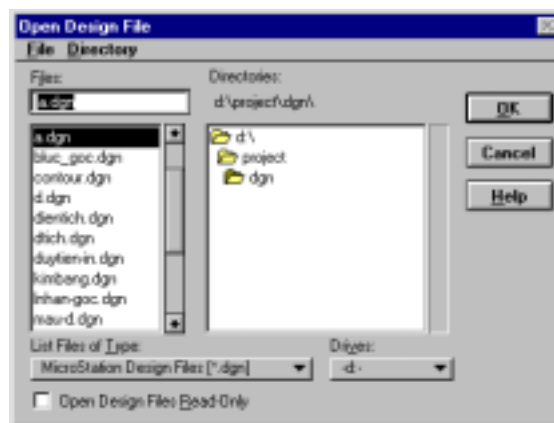 Open Design File
File Directory
Files:
a.dgn
Directories:
d:\project\dgn\
a.dgn
bluc_goc.dgn
contour.dgn
d.dgn
dientich.dgn
dtich.dgn
duytien-in.dgn
kimbang.dgn
lnhan-goc.dgn
mau-d.dgn
d:\
project
dgn
OK
Cancel
Help
List Files of Type:
MicroStation Design Files [*.dgn]
Drives:
-d:-
Open Design Files Read-Only